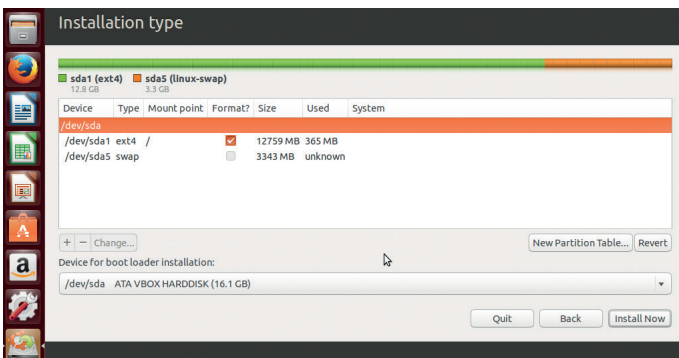 Installation type
sda1 (ext4) sda5 (linux-swap)
12.8 GB 3.3 GB
Device Type Mount point Format? Size Used System
/dev/sda
/dev/sda1 ext4 / 12759 MB 365 MB
/dev/sda5 swap 3343 MB unknown
+ − Change... New Partition Table... Revert
Device for boot loader installation:
/dev/sda ATA VBOX HARDDISK (16.1 GB)
Quit Back Install Now